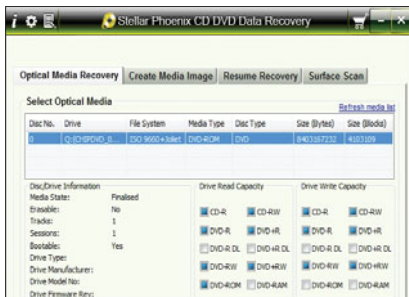 Stellar Phoenix CD DVD Data Recovery
Optical Media Recovery Create Media Image Resume Recovery Surface Scan
Select Optical Media
Refresh media list
Disc No. Drive File System Media Type Disc Type Size (Bytes) Size (Blocks)
0 Q:(CHIPDVD_0... ISO 9660+Joliet DVD-ROM DVD 8403167232 4103109
Disc/Drive Information Drive Read Capacity Drive Write Capacity
Media State: Finalised
Erasable: No CD-R CD-RW CD-R CD-RW
Tracks: 1
Sessions: 1 DVD-R DVD+R DVD-R DVD+R
Bootable: Yes DVD-R DL DVD+R DL DVD-R DL DVD+R DL
Drive Type:
Drive Manufacturer: DVD-RW DVD+RW DVD-RW DVD+RW
Drive Model No: DVD-ROM DVD-RAM DVD-ROM DVD-RAM
Drive Firmware Rev: